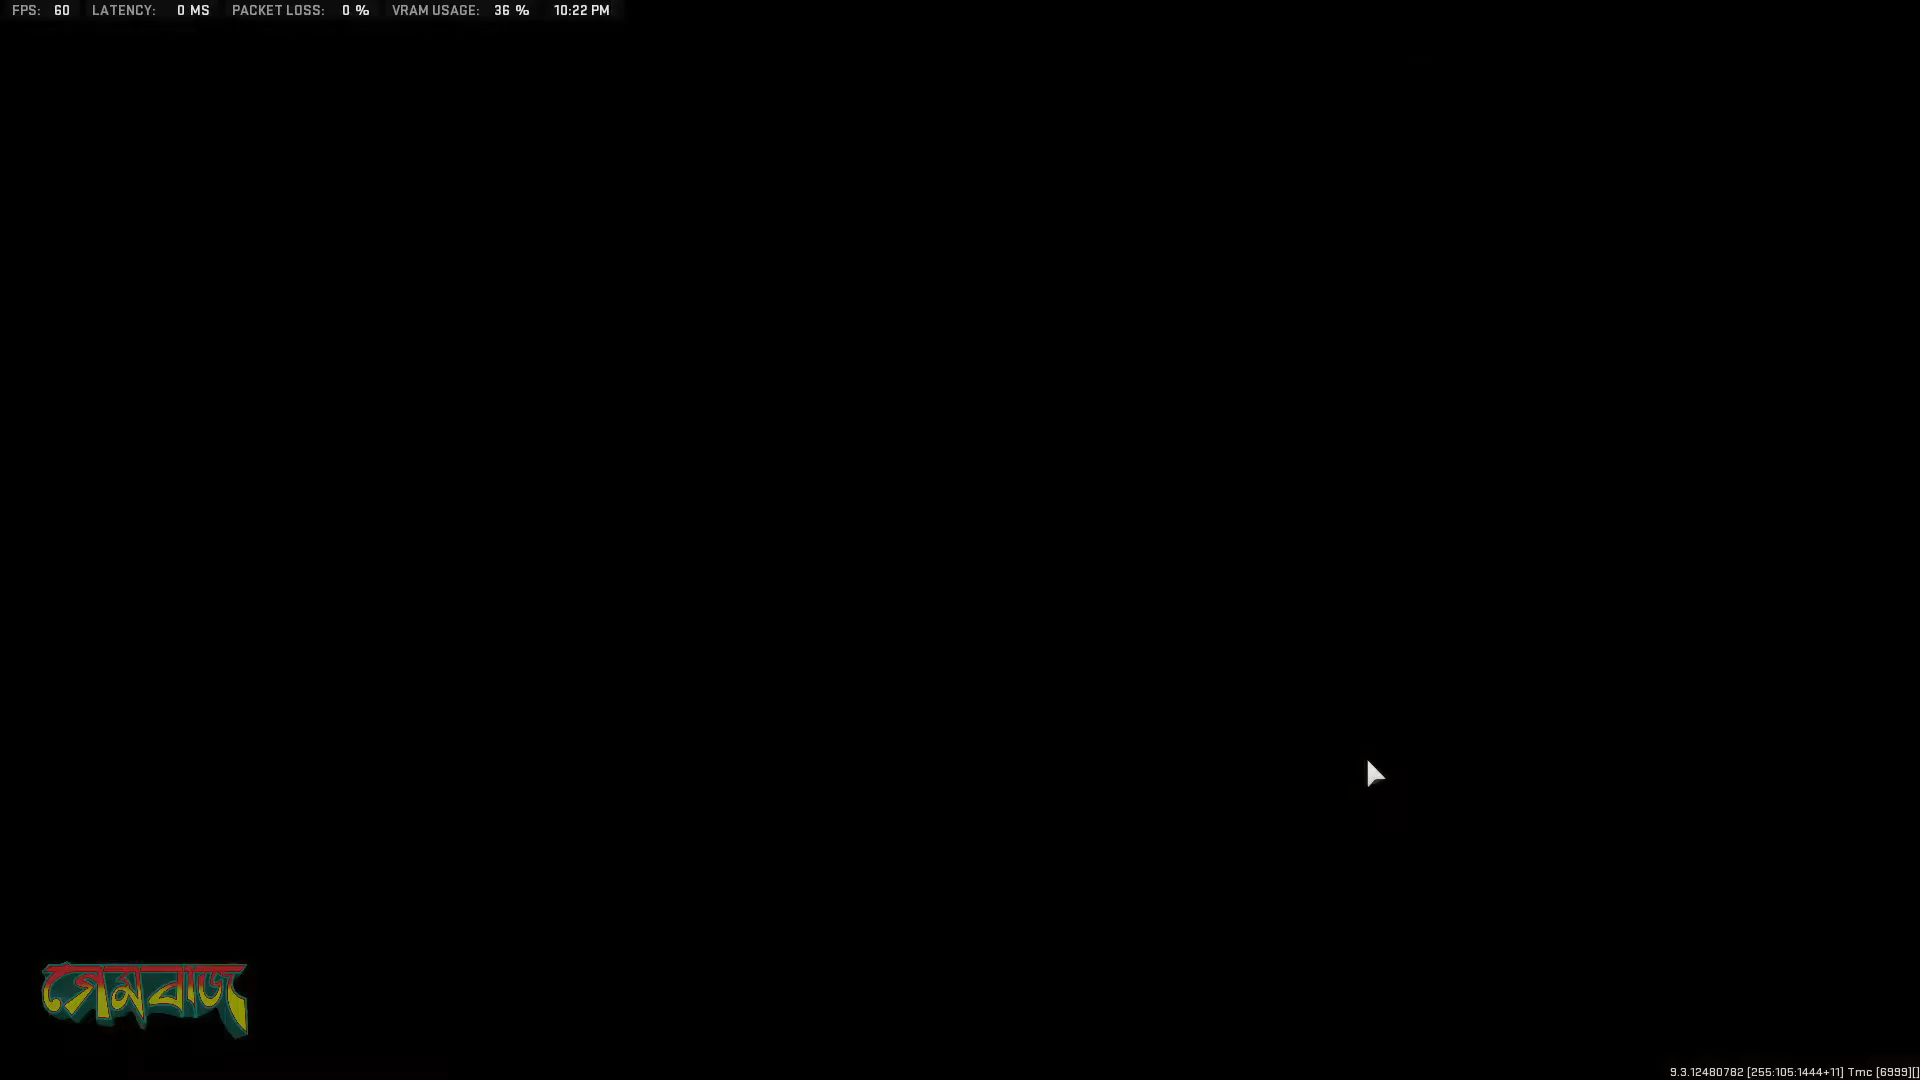 FPS: 60 LATENCY: 0 MS PACKET LOSS: 0 % VRAM USAGE: 36 % 10:22 PM
গেমবাজ
9.3.12480782 [255:105:1444+11] Tmc [6999][]